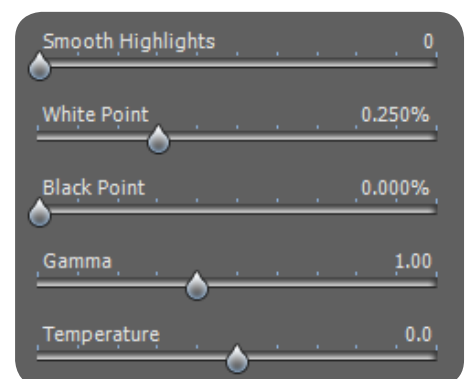 Smooth Highlights 0
White Point 0.250%
Black Point 0.000%
Gamma 1.00
Temperature 0.0